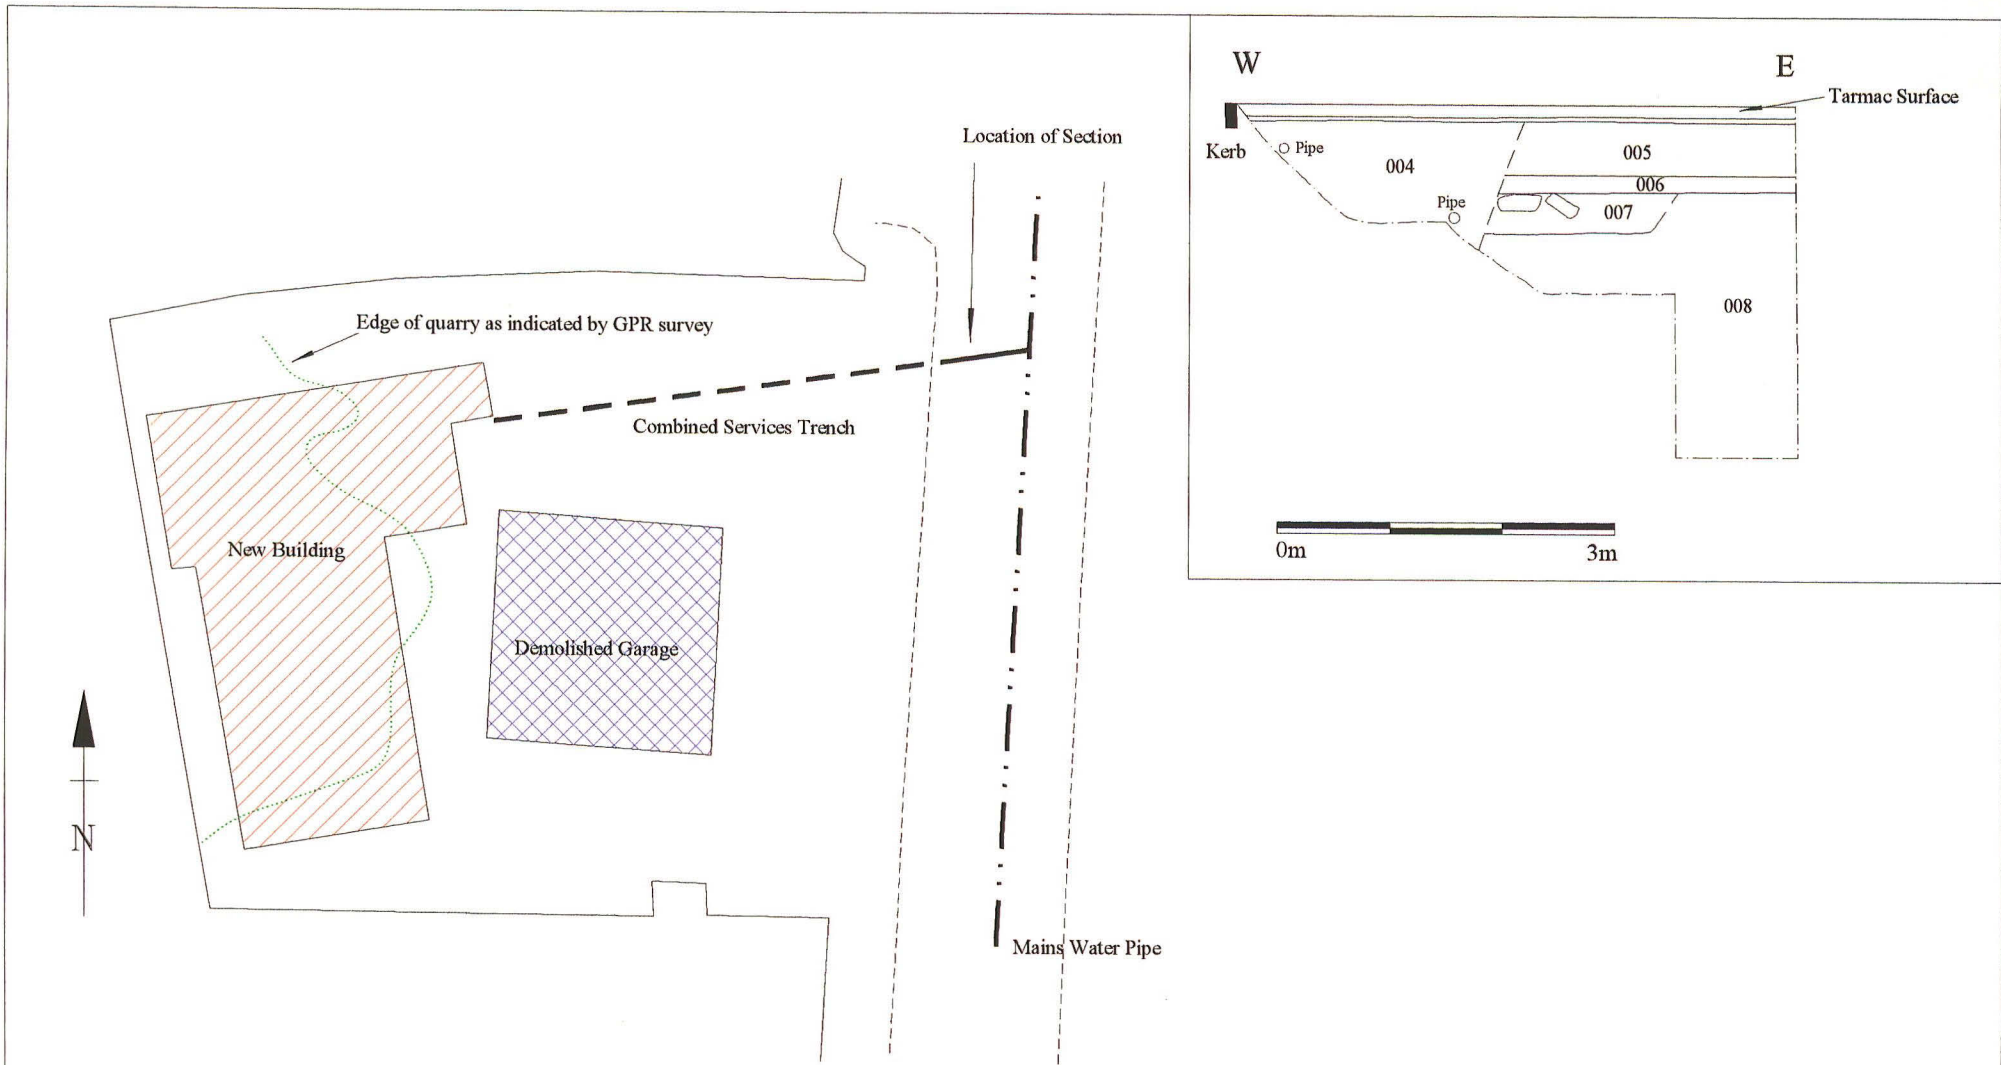 Location of Section
Edge of quarry as indicated by GPR survey
Combined Services Trench
New Building
Demolished Garage
N
Mains Water Pipe
W
E
Tarmac Surface
Kerb
Pipe
004
005
006
Pipe
007
008
0m
3m